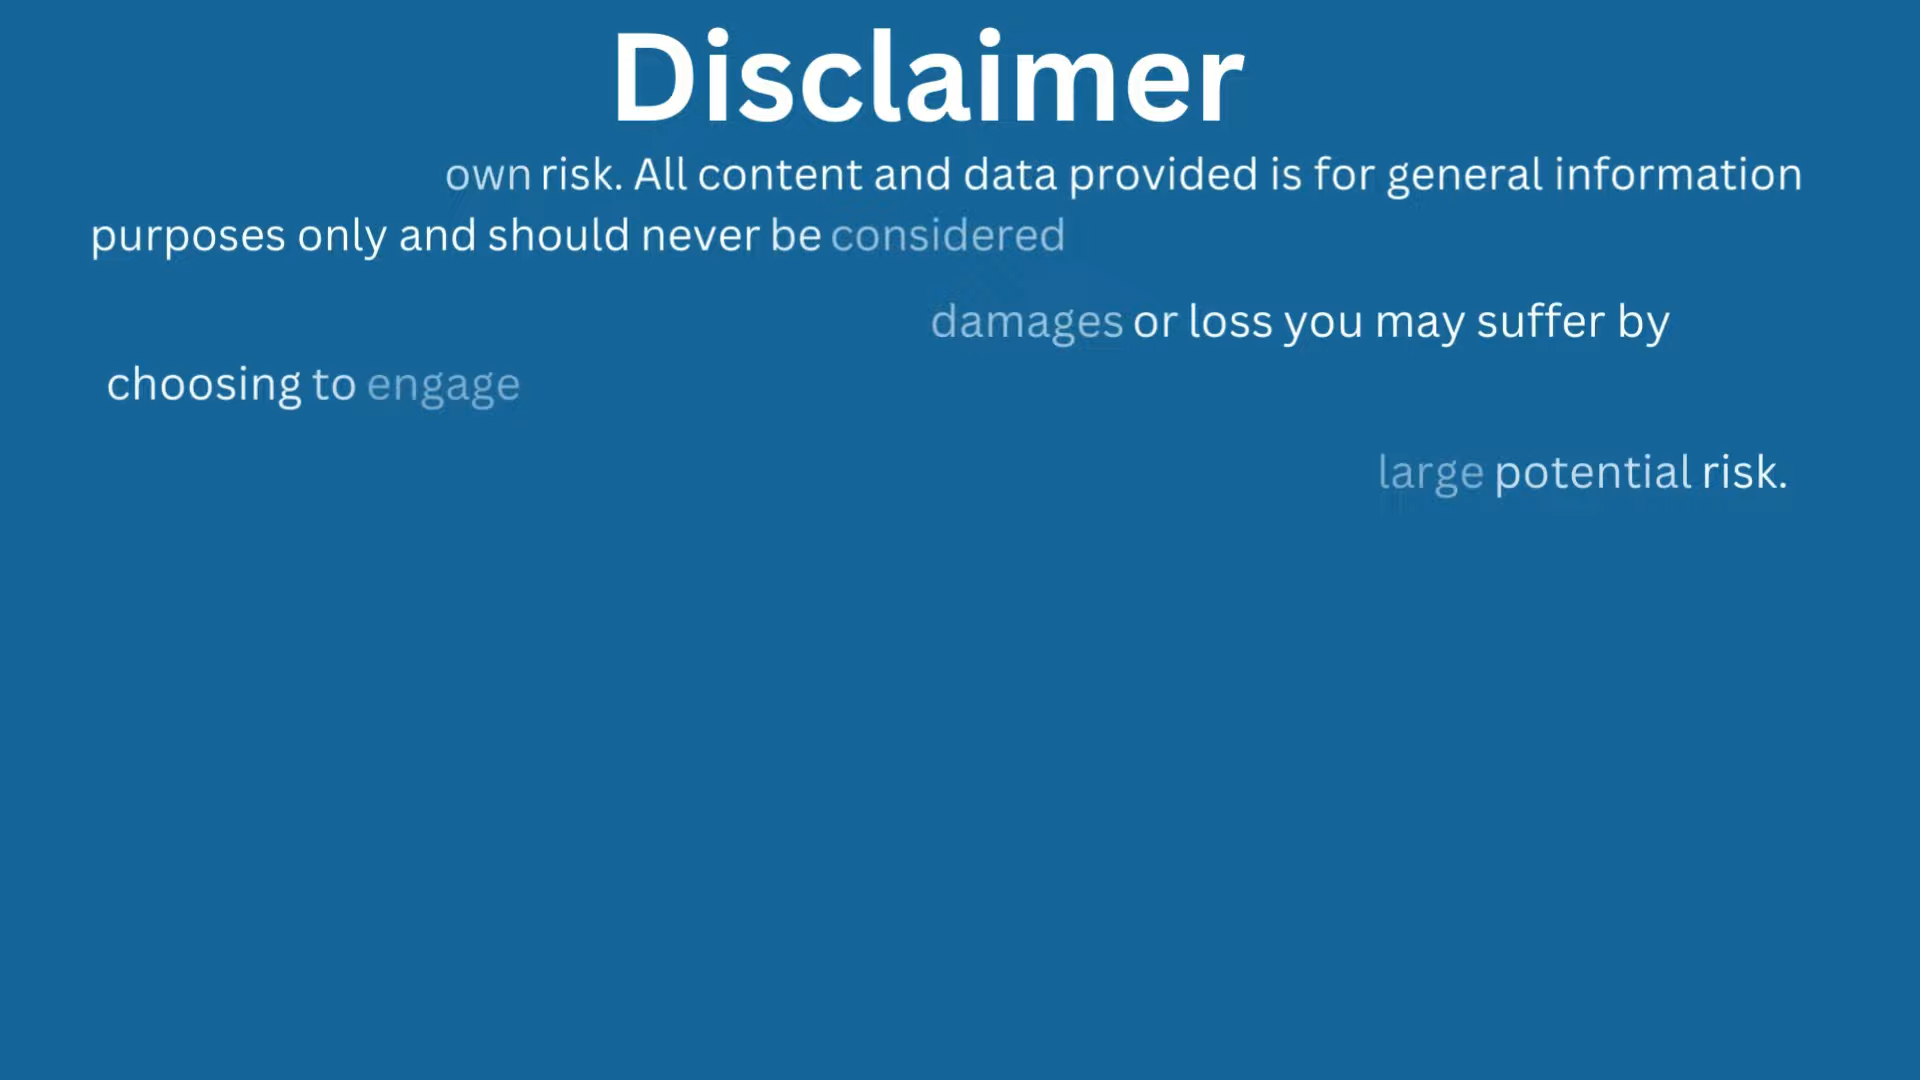 Disclaimer
own risk. All content and data provided is for general information
purposes only and should never be considered
damages or loss you may suffer by
choosing to engage
large potential risk.